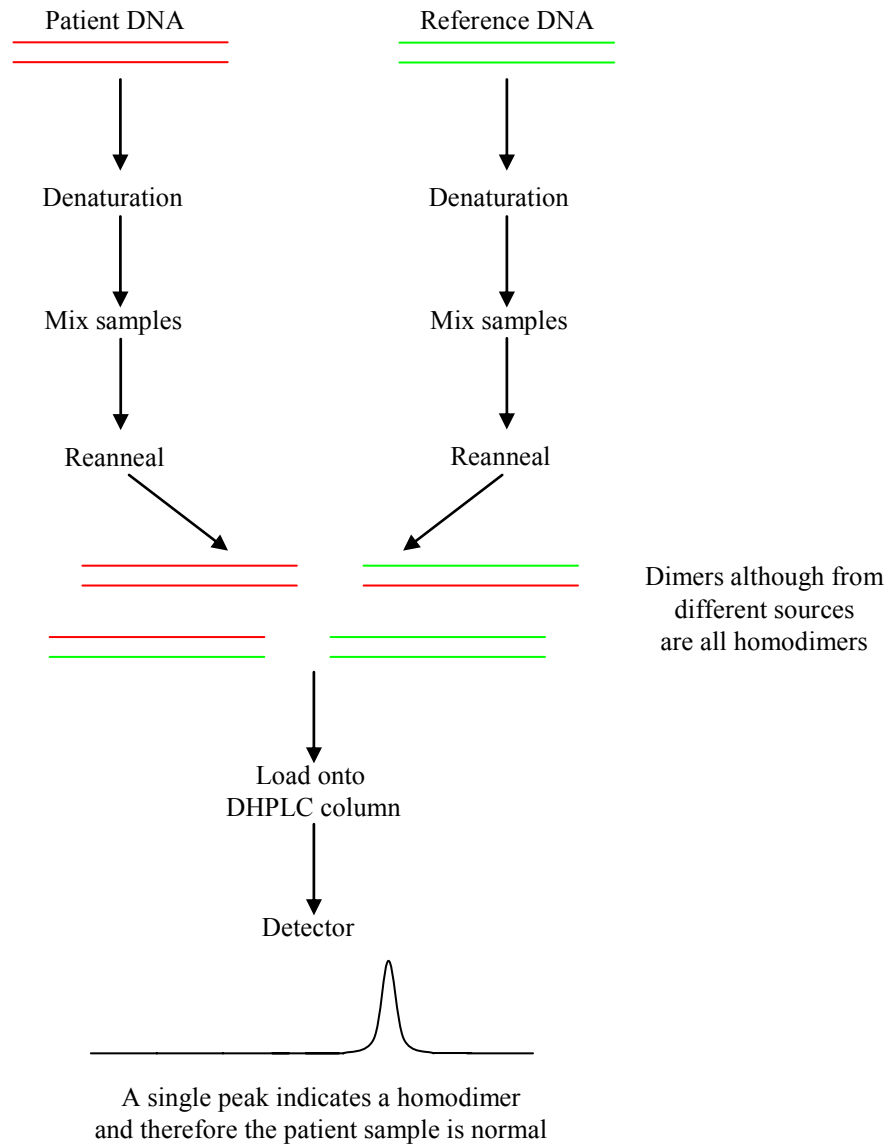 Patient DNA
Reference DNA
Denaturation
Denaturation
Mix samples
Mix samples
Reanneal
Reanneal
Dimers although from
different sources
are all homodimers
Load onto
DHPLC column
Detector
A single peak indicates a homodimer
and therefore the patient sample is normal